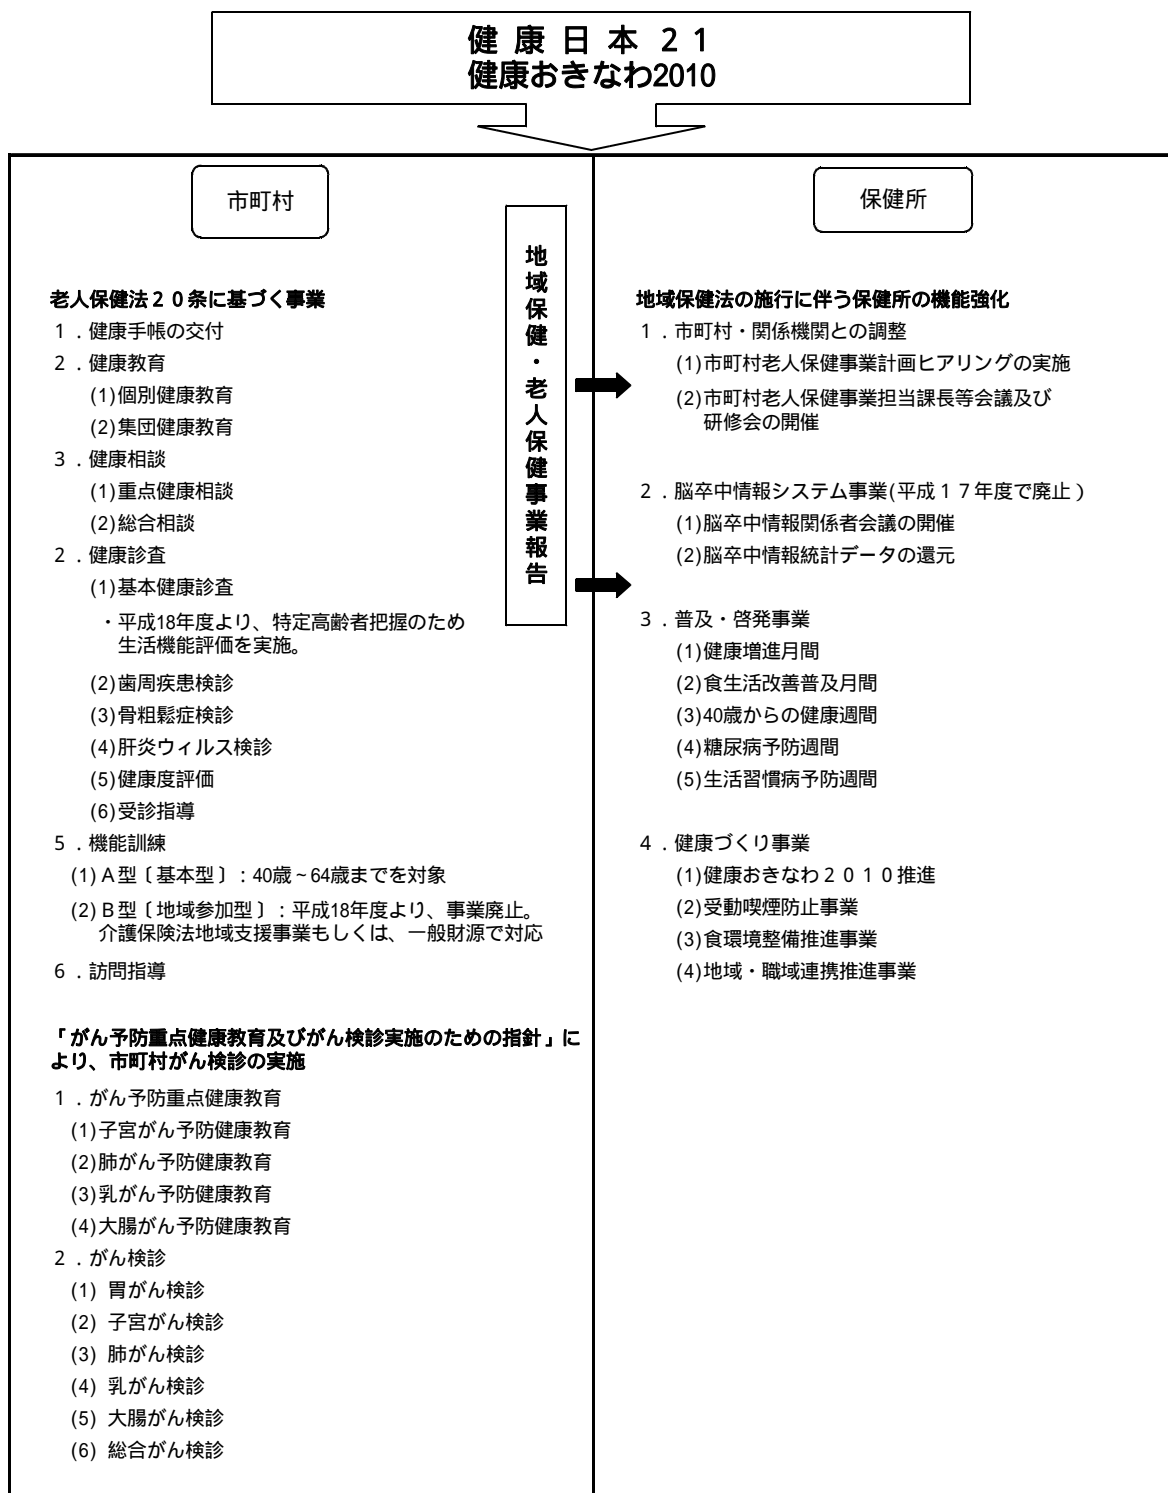 健 康 日 本 ２ １
健康おきなわ2010
市町村
老人保健法２０条に基づく事業
１．健康手帳の交付
２．健康教育
(1)個別健康教育
(2)集団健康教育
３．健康相談
(1)重点健康相談
(2)総合相談
２．健康診査
(1)基本健康診査
・平成18年度より、特定高齢者把握のため
生活機能評価を実施。
(2)歯周疾患検診
(3)骨粗鬆症検診
(4)肝炎ウィルス検診
(5)健康度評価
(6)受診指導
５．機能訓練
(1)Ａ型〔基本型〕：40歳～64歳までを対象
(2)Ｂ型〔地域参加型〕：平成18年度より、事業廃止。
介護保険法地域支援事業もしくは、一般財源で対応
６．訪問指導
「がん予防重点健康教育及びがん検診実施のための指針」に
より、市町村がん検診の実施
１．がん予防重点健康教育
(1)子宮がん予防健康教育
(2)肺がん予防健康教育
(3)乳がん予防健康教育
(4)大腸がん予防健康教育
２．がん検診
(1) 胃がん検診
(2) 子宮がん検診
(3) 肺がん検診
(4) 乳がん検診
(5) 大腸がん検診
(6) 総合がん検診
地域保健・老人保健事業報告
保健所
地域保健法の施行に伴う保健所の機能強化
１．市町村・関係機関との調整
(1)市町村老人保健事業計画ヒアリングの実施
(2)市町村老人保健事業担当課長等会議及び
研修会の開催
２．脳卒中情報システム事業(平成１７年度で廃止）
(1)脳卒中情報関係者会議の開催
(2)脳卒中情報統計データの還元
３．普及・啓発事業
(1)健康増進月間
(2)食生活改善普及月間
(3)40歳からの健康週間
(4)糖尿病予防週間
(5)生活習慣病予防週間
４．健康づくり事業
(1)健康おきなわ２０１０推進
(2)受動喫煙防止事業
(3)食環境整備推進事業
(4)地域・職域連携推進事業